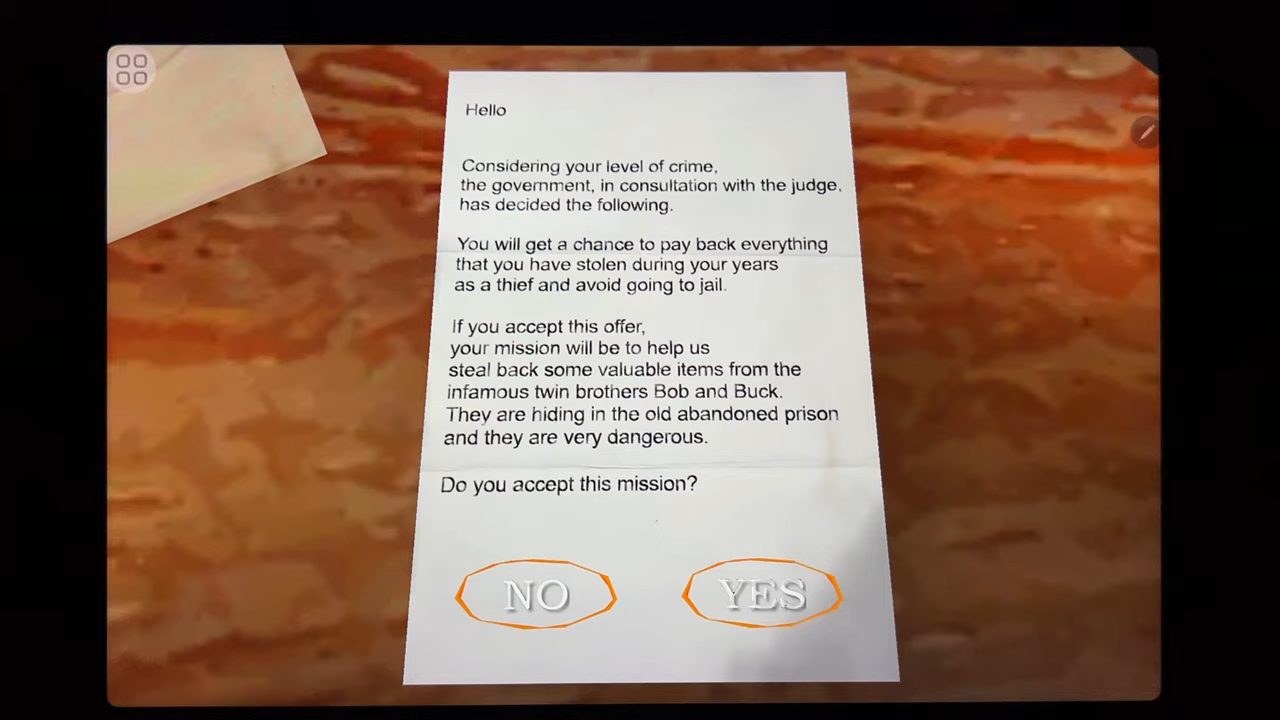 Hello
Considering your level of crime,
the government, in consultation with the judge,
has decided the following.
You will get a chance to pay back everything
that you have stolen during your years
as a thief and avoid going to jail.
If you accept this offer,
your mission will be to help us
steal back some valuable items from the
infamous twin brothers Bob and Buck.
They are hiding in the old abandoned prison
and they are very dangerous.
Do you accept this mission?
NO YES